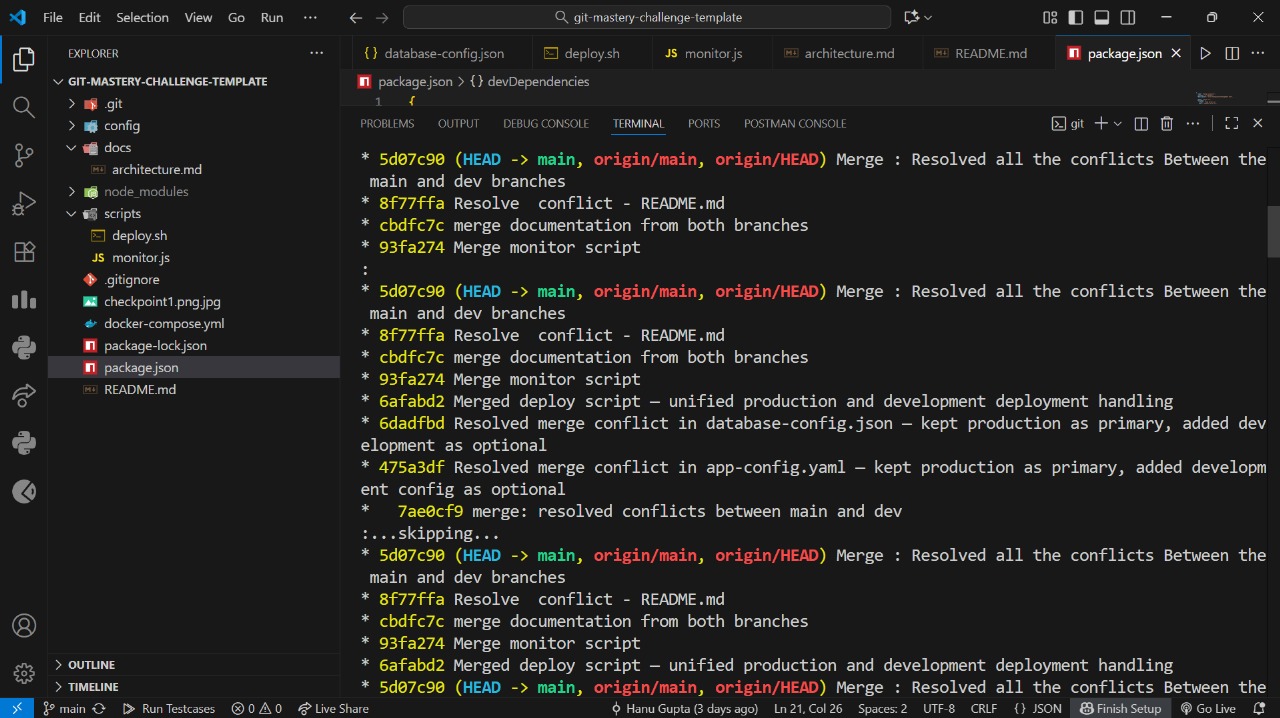 File Edit Selection View Go Run ···
git-mastery-challenge-template
EXPLORER ···
GIT-MASTERY-CHALLENGE-TEMPLATE
.git
config
docs
architecture.md
node_modules
scripts
deploy.sh
JS monitor.js
.gitignore
checkpoint1.png.jpg
docker-compose.yml
package-lock.json
package.json
README.md
OUTLINE
TIMELINE
{} database-config.json deploy.sh JS monitor.js architecture.md README.md package.json
package.json > {} devDependencies
1 {
PROBLEMS OUTPUT DEBUG CONSOLE TERMINAL PORTS POSTMAN CONSOLE git
* 5d07c90 (HEAD -> main, origin/main, origin/HEAD) Merge : Resolved all the conflicts Between the
main and dev branches
* 8f77ffa Resolve  conflict - README.md
* cbdfc7c merge documentation from both branches
* 93fa274 Merge monitor script
:
* 5d07c90 (HEAD -> main, origin/main, origin/HEAD) Merge : Resolved all the conflicts Between the
main and dev branches
* 8f77ffa Resolve  conflict - README.md
* cbdfc7c merge documentation from both branches
* 93fa274 Merge monitor script
* 6afabd2 Merged deploy script — unified production and development deployment handling
* 6dadfbd Resolved merge conflict in database-config.json — kept production as primary, added dev
elopment as optional
* 475a3df Resolved merge conflict in app-config.yaml — kept production as primary, added developm
ent config as optional
*   7ae0cf9 merge: resolved conflicts between main and dev
:...skipping...
* 5d07c90 (HEAD -> main, origin/main, origin/HEAD) Merge : Resolved all the conflicts Between the
main and dev branches
* 8f77ffa Resolve  conflict - README.md
* cbdfc7c merge documentation from both branches
* 93fa274 Merge monitor script
* 6afabd2 Merged deploy script — unified production and development deployment handling
* 5d07c90 (HEAD -> main, origin/main, origin/HEAD) Merge : Resolved all the conflicts Between the
main Run Testcases 0 0 Live Share Hanu Gupta (3 days ago) Ln 21, Col 26 Spaces: 2 UTF-8 CRLF {} JSON Finish Setup Go Live